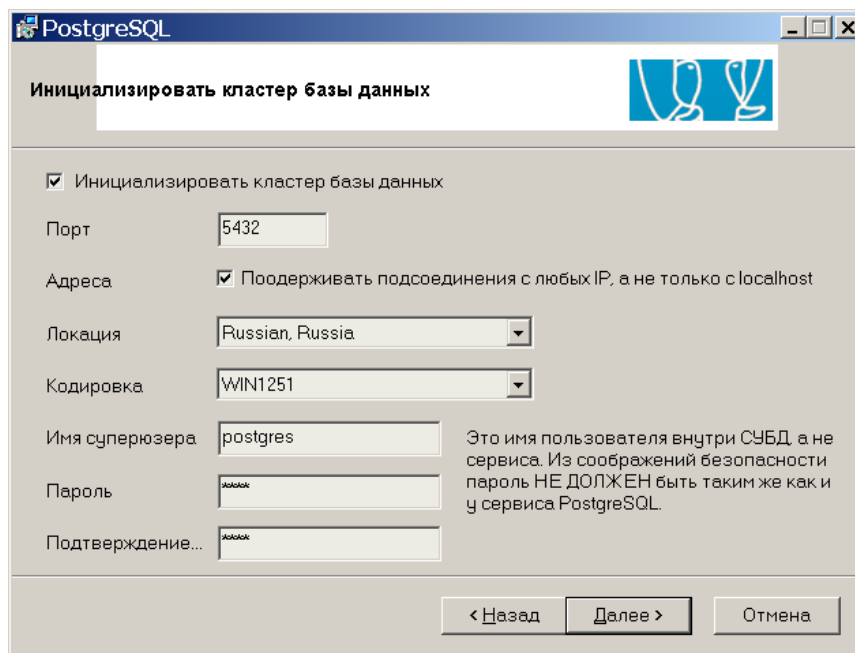 PostgreSQL
Инициализировать кластер базы данных
Инициализировать кластер базы данных
Порт 5432
Адреса Поодерживать подсоединения с любых IP, а не только с localhost
Локация Russian, Russia
Кодировка WIN1251
Имя суперюзера postgres
Это имя пользователя внутри СУБД, а не
сервиса. Из соображений безопасности
пароль НЕ ДОЛЖЕН быть таким же как и
у сервиса PostgreSQL.
Пароль ****
Подтверждение... ****
< Назад Далее > Отмена